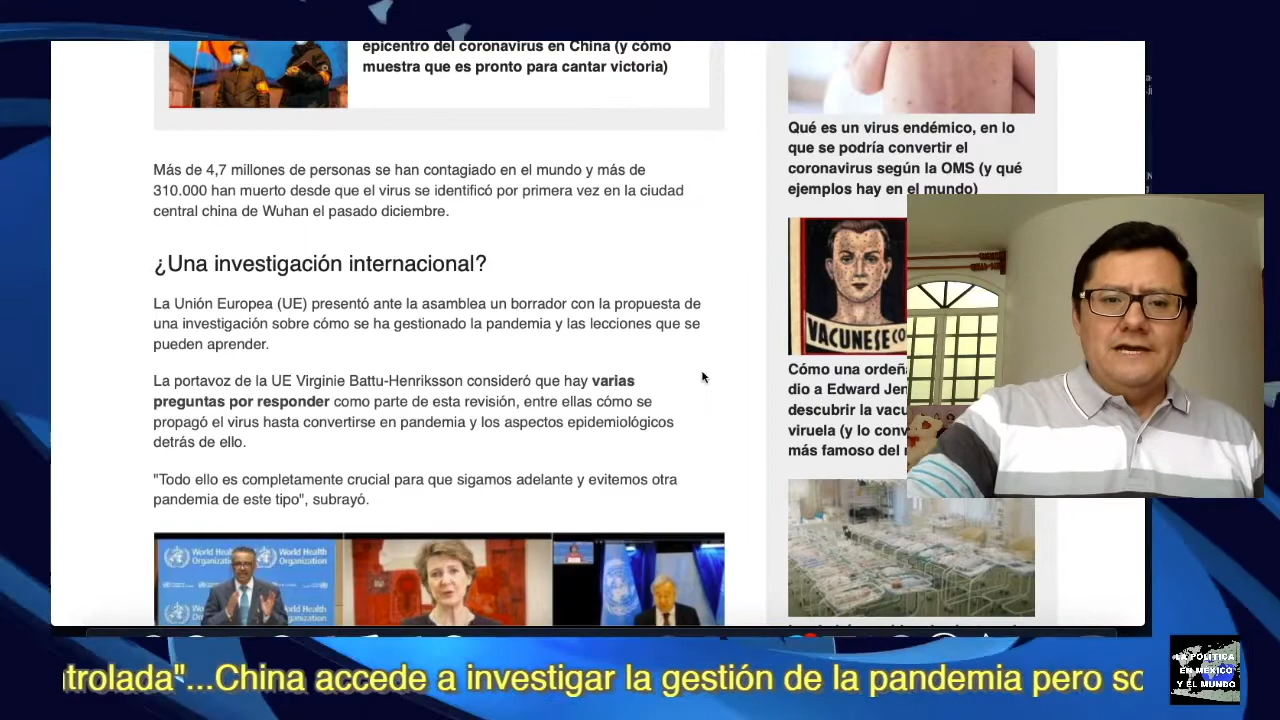 epicentro del coronavirus en China (y cómo
muestra que es pronto para cantar victoria)
Más de 4,7 millones de personas se han contagiado en el mundo y más de
310.000 han muerto desde que el virus se identificó por primera vez en la ciudad
central china de Wuhan el pasado diciembre.
¿Una investigación internacional?
La Unión Europea (UE) presentó ante la asamblea un borrador con la propuesta de
una investigación sobre cómo se ha gestionado la pandemia y las lecciones que se
pueden aprender.
La portavoz de la UE Virginie Battu-Henriksson consideró que hay varias
preguntas por responder como parte de esta revisión, entre ellas cómo se
propagó el virus hasta convertirse en pandemia y los aspectos epidemiológicos
detrás de ello.
"Todo ello es completamente crucial para que sigamos adelante y evitemos otra
pandemia de este tipo", subrayó.
World Health
Organization
World Health
Organization
Qué es un virus endémico, en lo
que se podría convertir el
coronavirus según la OMS (y qué
ejemplos hay en el mundo)
VACUNESE CO
Cómo una ordeñ
dio a Edward Jen
descubrir la vacu
viruela (y lo conv
más famoso del
ntrolada"...China accede a investigar la gestión de la pandemia pero so
LA POLÍTICA
EN MÉXICO
Y EL MUNDO